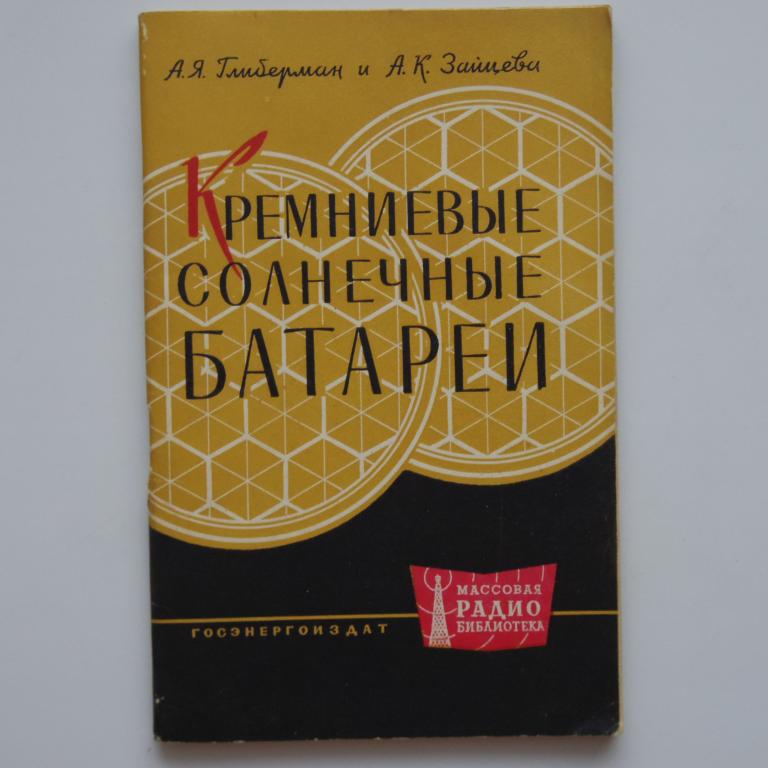 А.Я. Глиберман и А.К. Зайцева
КРЕМНИЕВЫЕ
СОЛНЕЧНЫЕ
БАТАРЕИ
МАССОВАЯ
РАДИО
БИБЛИОТЕКА
ГОСЭНЕРГОИЗДАТ